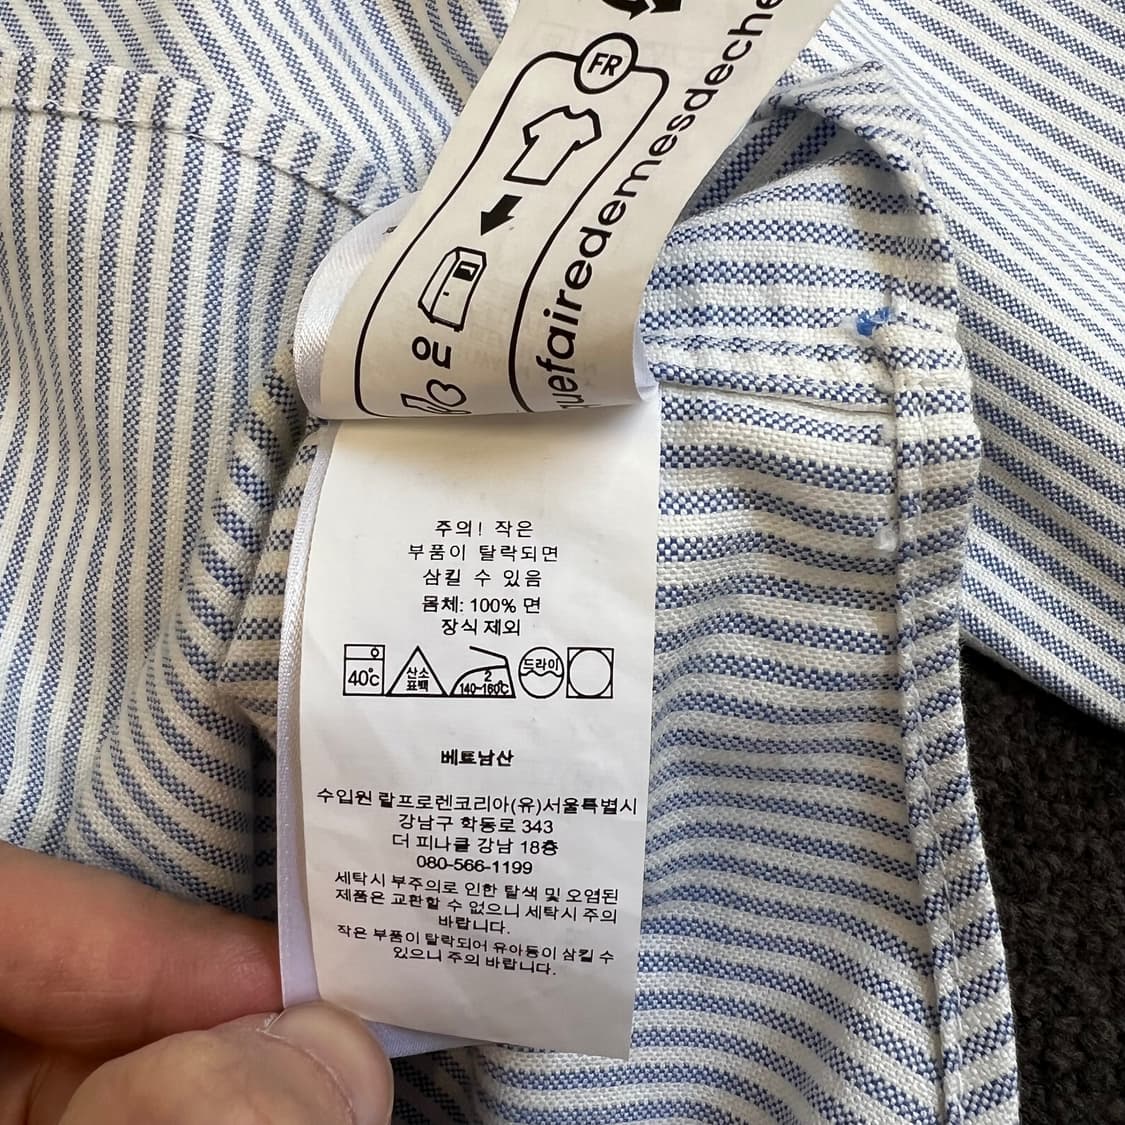 FR
quefairedemesdeche
주의! 작은
부품이 탈락되면
삼킬 수 있음
몸체: 100% 면
장식 제외
40°c
산소
표백
2
140~160°C
드라이
베트남산
수입원 랄프로렌코리아(유)서울특별시
강남구 학동로 343
더 피나클 강남 18층
080-566-1199
세탁시 부주의로 인한 탈색 및 오염된
제품은 교환할 수 없으니 세탁시 주의
바랍니다.
작은 부품이 탈락되어 유아동이 삼킬 수
있으니 주의 바랍니다.